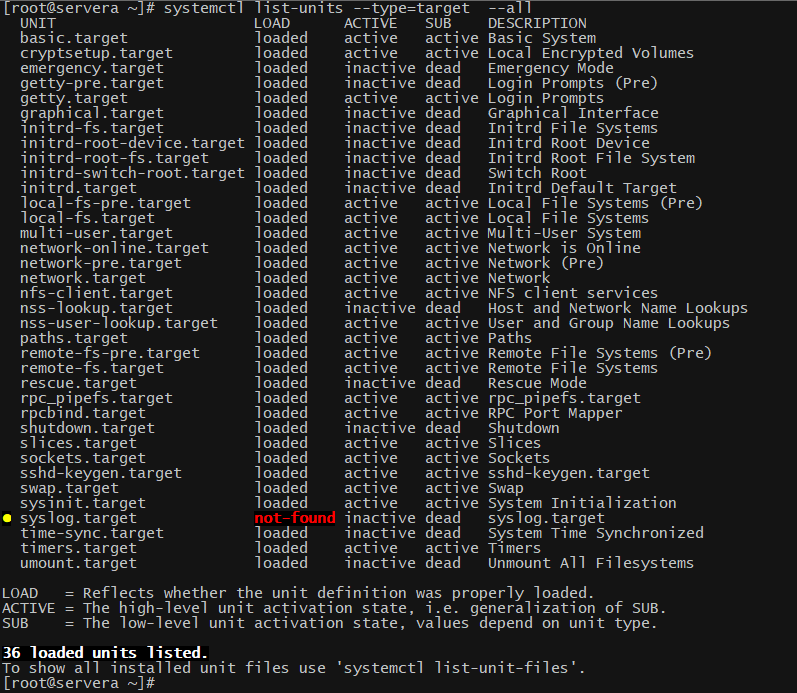 [root@servera ~]# systemctl list-units --type=target  --all
  UNIT                      LOAD      ACTIVE   SUB    DESCRIPTION
  basic.target              loaded    active   active Basic System
  cryptsetup.target         loaded    active   active Local Encrypted Volumes
  emergency.target          loaded    inactive dead   Emergency Mode
  getty-pre.target          loaded    inactive dead   Login Prompts (Pre)
  getty.target              loaded    active   active Login Prompts
  graphical.target          loaded    inactive dead   Graphical Interface
  initrd-fs.target          loaded    inactive dead   Initrd File Systems
  initrd-root-device.target loaded    inactive dead   Initrd Root Device
  initrd-root-fs.target     loaded    inactive dead   Initrd Root File System
  initrd-switch-root.target loaded    inactive dead   Switch Root
  initrd.target             loaded    inactive dead   Initrd Default Target
  local-fs-pre.target       loaded    active   active Local File Systems (Pre)
  local-fs.target           loaded    active   active Local File Systems
  multi-user.target         loaded    active   active Multi-User System
  network-online.target     loaded    active   active Network is Online
  network-pre.target        loaded    active   active Network (Pre)
  network.target            loaded    active   active Network
  nfs-client.target         loaded    active   active NFS client services
  nss-lookup.target         loaded    inactive dead   Host and Network Name Lookups
  nss-user-lookup.target    loaded    active   active User and Group Name Lookups
  paths.target              loaded    active   active Paths
  remote-fs-pre.target      loaded    active   active Remote File Systems (Pre)
  remote-fs.target          loaded    active   active Remote File Systems
  rescue.target             loaded    inactive dead   Rescue Mode
  rpc_pipefs.target         loaded    active   active rpc_pipefs.target
  rpcbind.target            loaded    active   active RPC Port Mapper
  shutdown.target           loaded    inactive dead   Shutdown
  slices.target             loaded    active   active Slices
  sockets.target            loaded    active   active Sockets
  sshd-keygen.target        loaded    active   active sshd-keygen.target
  swap.target               loaded    active   active Swap
  sysinit.target            loaded    active   active System Initialization
● syslog.target             not-found inactive dead   syslog.target
  time-sync.target          loaded    inactive dead   System Time Synchronized
  timers.target             loaded    active   active Timers
  umount.target             loaded    inactive dead   Unmount All Filesystems
LOAD   = Reflects whether the unit definition was properly loaded.
ACTIVE = The high-level unit activation state, i.e. generalization of SUB.
SUB    = The low-level unit activation state, values depend on unit type.
36 loaded units listed.
To show all installed unit files use 'systemctl list-unit-files'.
[root@servera ~]#